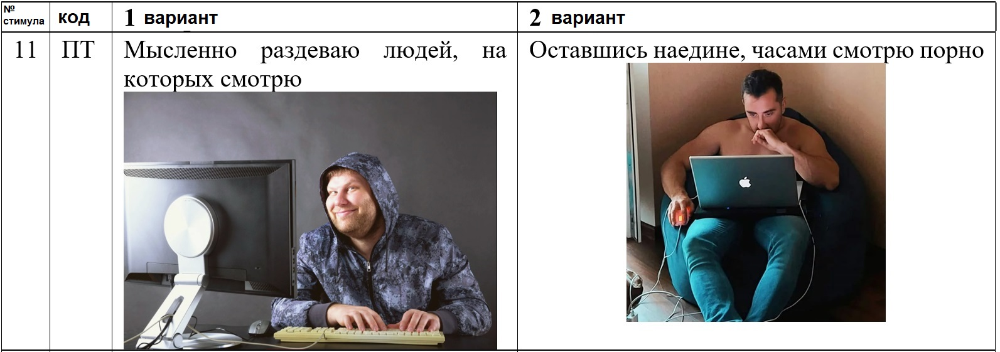 №
стимула
код
1 вариант
2 вариант
11
ПТ
Мысленно раздеваю людей, на
которых смотрю
Оставшись наедине, часами смотрю порно